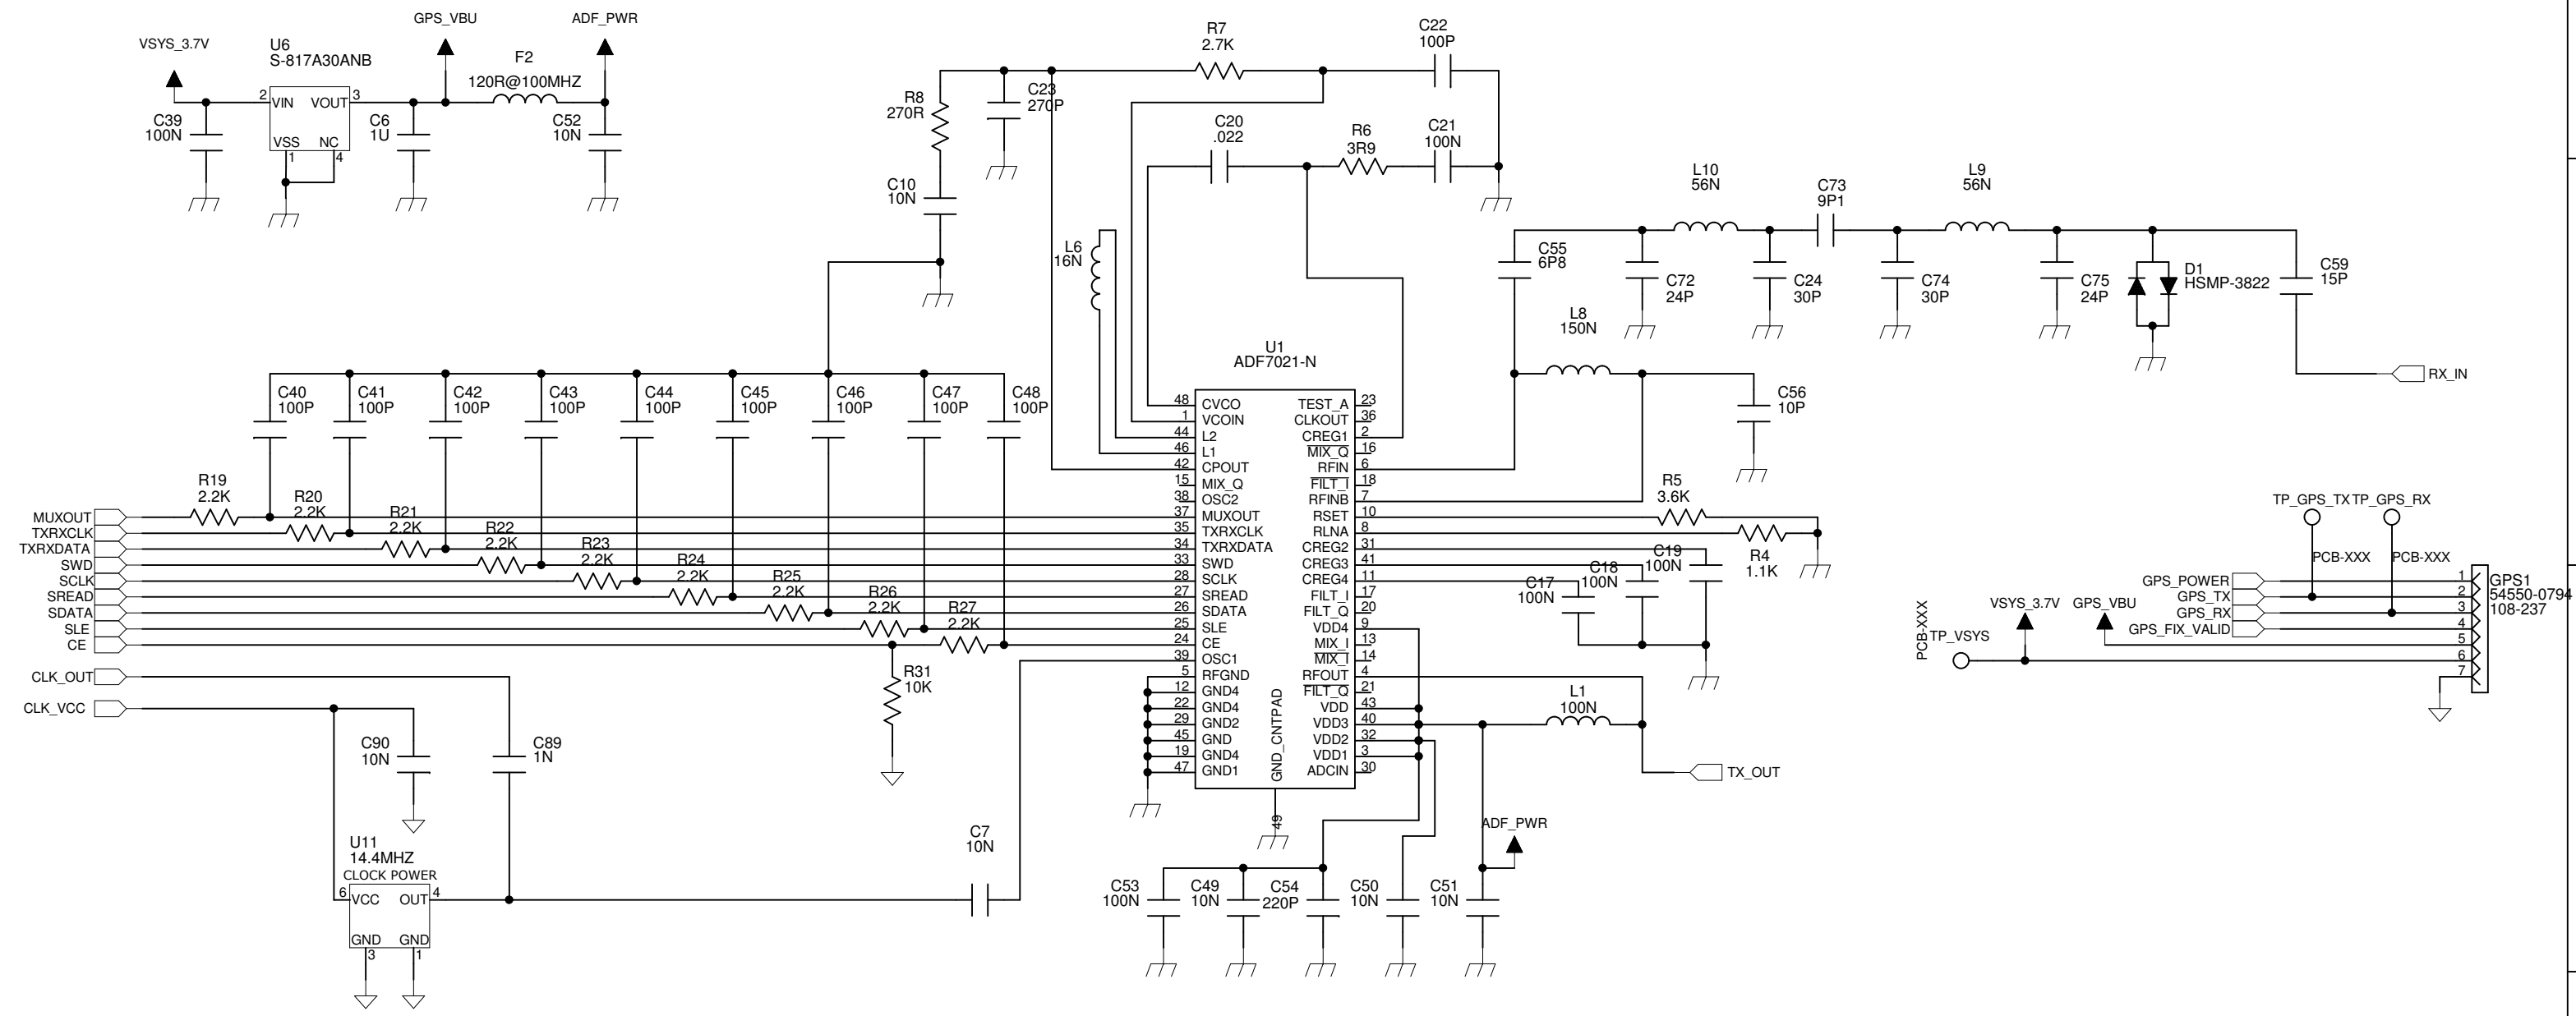 VSYS_3.7V
U6
S-817A30ANB
GPS_VBU
F2
120R@100MHZ
ADF_PWR
2 VIN VOUT 3
VSS NC
1 4
C39
100N
C6
1U
C52
10N
R7
2.7K
C22
100P
R8
270R
C23
270P
C20
.022
R6
3R9
C21
100N
C10
10N
L6
16N
L10
56N
C73
9P1
L9
56N
C55
6P8
C72
24P
C24
30P
C74
30P
C75
24P
D1
HSMP-3822
C59
15P
RX_IN
L8
150N
C56
10P
U1
ADF7021-N
C40
100P
C41
100P
C42
100P
C43
100P
C44
100P
C45
100P
C46
100P
C47
100P
C48
100P
48 CVCO
1 VCOIN
44 L2
46 L1
42 CPOUT
15 MIX_Q
38 OSC2
37 MUXOUT
35 TXRXCLK
34 TXRXDATA
33 SWD
28 SCLK
27 SREAD
26 SDATA
25 SLE
24 CE
39 OSC1
5 RFGND
12 GND4
22 GND4
29 GND2
45 GND
19 GND4
47 GND1
GND_CNTPAD
49
TEST_A 23
CLKOUT 36
CREG1 2
MIX_Q 16
RFIN 6
FILT_I 18
RFINB 7
RSET 10
RLNA 8
CREG2 31
CREG3 41
CREG4 11
FILT_I 17
FILT_Q 20
VDD4 9
MIX_I 13
MIX_I 14
RFOUT 4
FILT_Q 21
VDD 43
VDD3 40
VDD2 32
VDD1 3
ADCIN 30
MUXOUT
TXRXCLK
TXRXDATA
SWD
SCLK
SREAD
SDATA
SLE
CE
CLK_OUT
CLK_VCC
R19
2.2K
R20
2.2K
R21
2.2K
R22
2.2K
R23
2.2K
R24
2.2K
R25
2.2K
R26
2.2K
R27
2.2K
R31
10K
R5
3.6K
R4
1.1K
C19
100N
C18
100N
C17
100N
L1
100N
TX_OUT
ADF_PWR
C90
10N
C89
1N
U11
14.4MHZ
CLOCK POWER
6 VCC OUT 4
GND GND
3 1
C7
10N
C53
100N
C49
10N
C54
220P
C50
10N
C51
10N
TP_GPS_TX
TP_GPS_RX
PCB-XXX
PCB-XXX
GPS_POWER
GPS_TX
GPS_RX
GPS_FIX_VALID
VSYS_3.7V
GPS_VBU
TP_VSYS
PCB-XXX
1
2
3
4
5
6
7
GPS1
54550-0794
108-237